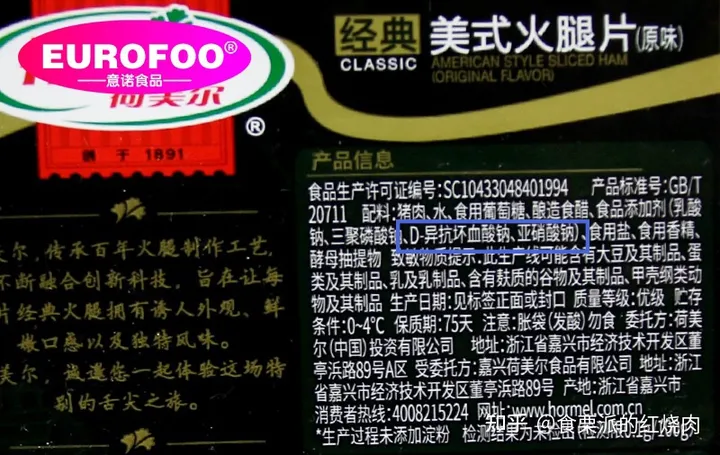 EUROFOO®
意诺食品
荷美尔
®
于 1891
经典
CLASSIC
美式火腿片(原味)
AMERICAN STYLE SLICED HAM
(ORIGINAL FLAVOR)
尔,传承百年火腿制作工艺,
不断融合创新科技,旨在让每
片经典火腿拥有诱人外观、鲜
嫩口感以及独特风味。
美尔,诚邀您一起体验这场特
别的舌尖之旅。
产品信息
食品生产许可证编号:SC10433048401994 产品标准号:GB/T
20711 配料:猪肉、水、食用葡萄糖、酿造食醋、食品添加剂(乳酸
钠、三聚磷酸钠、D-异抗坏血酸钠、亚硝酸钠)、食用盐、食用香精、
酵母抽提物 致敏物质提示:此生产线可能含有大豆及其制品、蛋
类及其制品、乳及乳制品、含有麸质的谷物及其制品、甲壳纲类动
物及其制品 生产日期:见标签正面或封口 质量等级:优级 贮存
条件:0~4℃ 保质期:75天 注意:胀袋(发酸)勿食 委托方:荷美
尔(中国)投资有限公司 地址:浙江省嘉兴市经济技术开发区董
亭浜路89号A区 受委托方:嘉兴荷美尔食品有限公司 地址:浙江
省嘉兴市经济技术开发区董亭浜路89号 产地:浙江省嘉兴市
消费者热线:4008215224 网址:www.hormel.com.cn
*生产过程未添加淀粉 检测结果为未检出(检测限0.1g/100g)
知乎 @食栗派的红烧肉